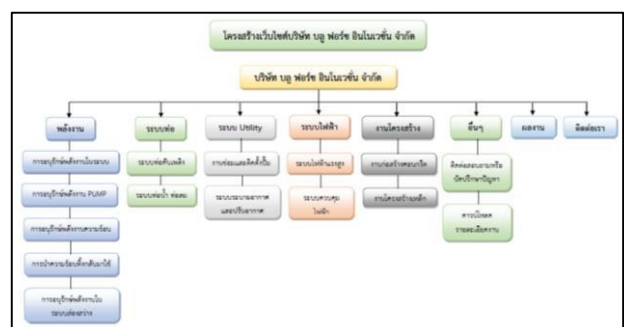 โครงสร้างเว็บไซต์บริษัท บลู ฟอร์ซ อินโนเวชั่น จำกัด
บริษัท บลู ฟอร์ซ อินโนเวชั่น จำกัด
พลังงาน
ระบบท่อ
ระบบ Utility
ระบบไฟฟ้า
งานโครงสร้าง
อื่นๆ
ผลงาน
ติดต่อเรา
การอนุรักษ์พลังงานในระบบ
การอนุรักษ์พลังงาน PUMP
การอนุรักษ์พลังงานความร้อน
การนำความร้อนทิ้งกลับมาใช้
การอนุรักษ์พลังงานใน
ระบบส่องสว่าง
ระบบท่อดับเพลิง
ระบบท่อน้ำ ท่อลม
งานซ่อมและติดตั้งปั๊ม
ระบบระบายอากาศ
และปรับอากาศ
ระบบไฟฟ้าแรงสูง
ระบบควบคุม
ไฟฟ้า
งานก่อสร้างคอนกรีต
งานโครงสร้างเหล็ก
ติดต่อสอบถามหรือ
ปรึกษาปัญหา
ดาวน์โหลด
รายละเอียดงาน